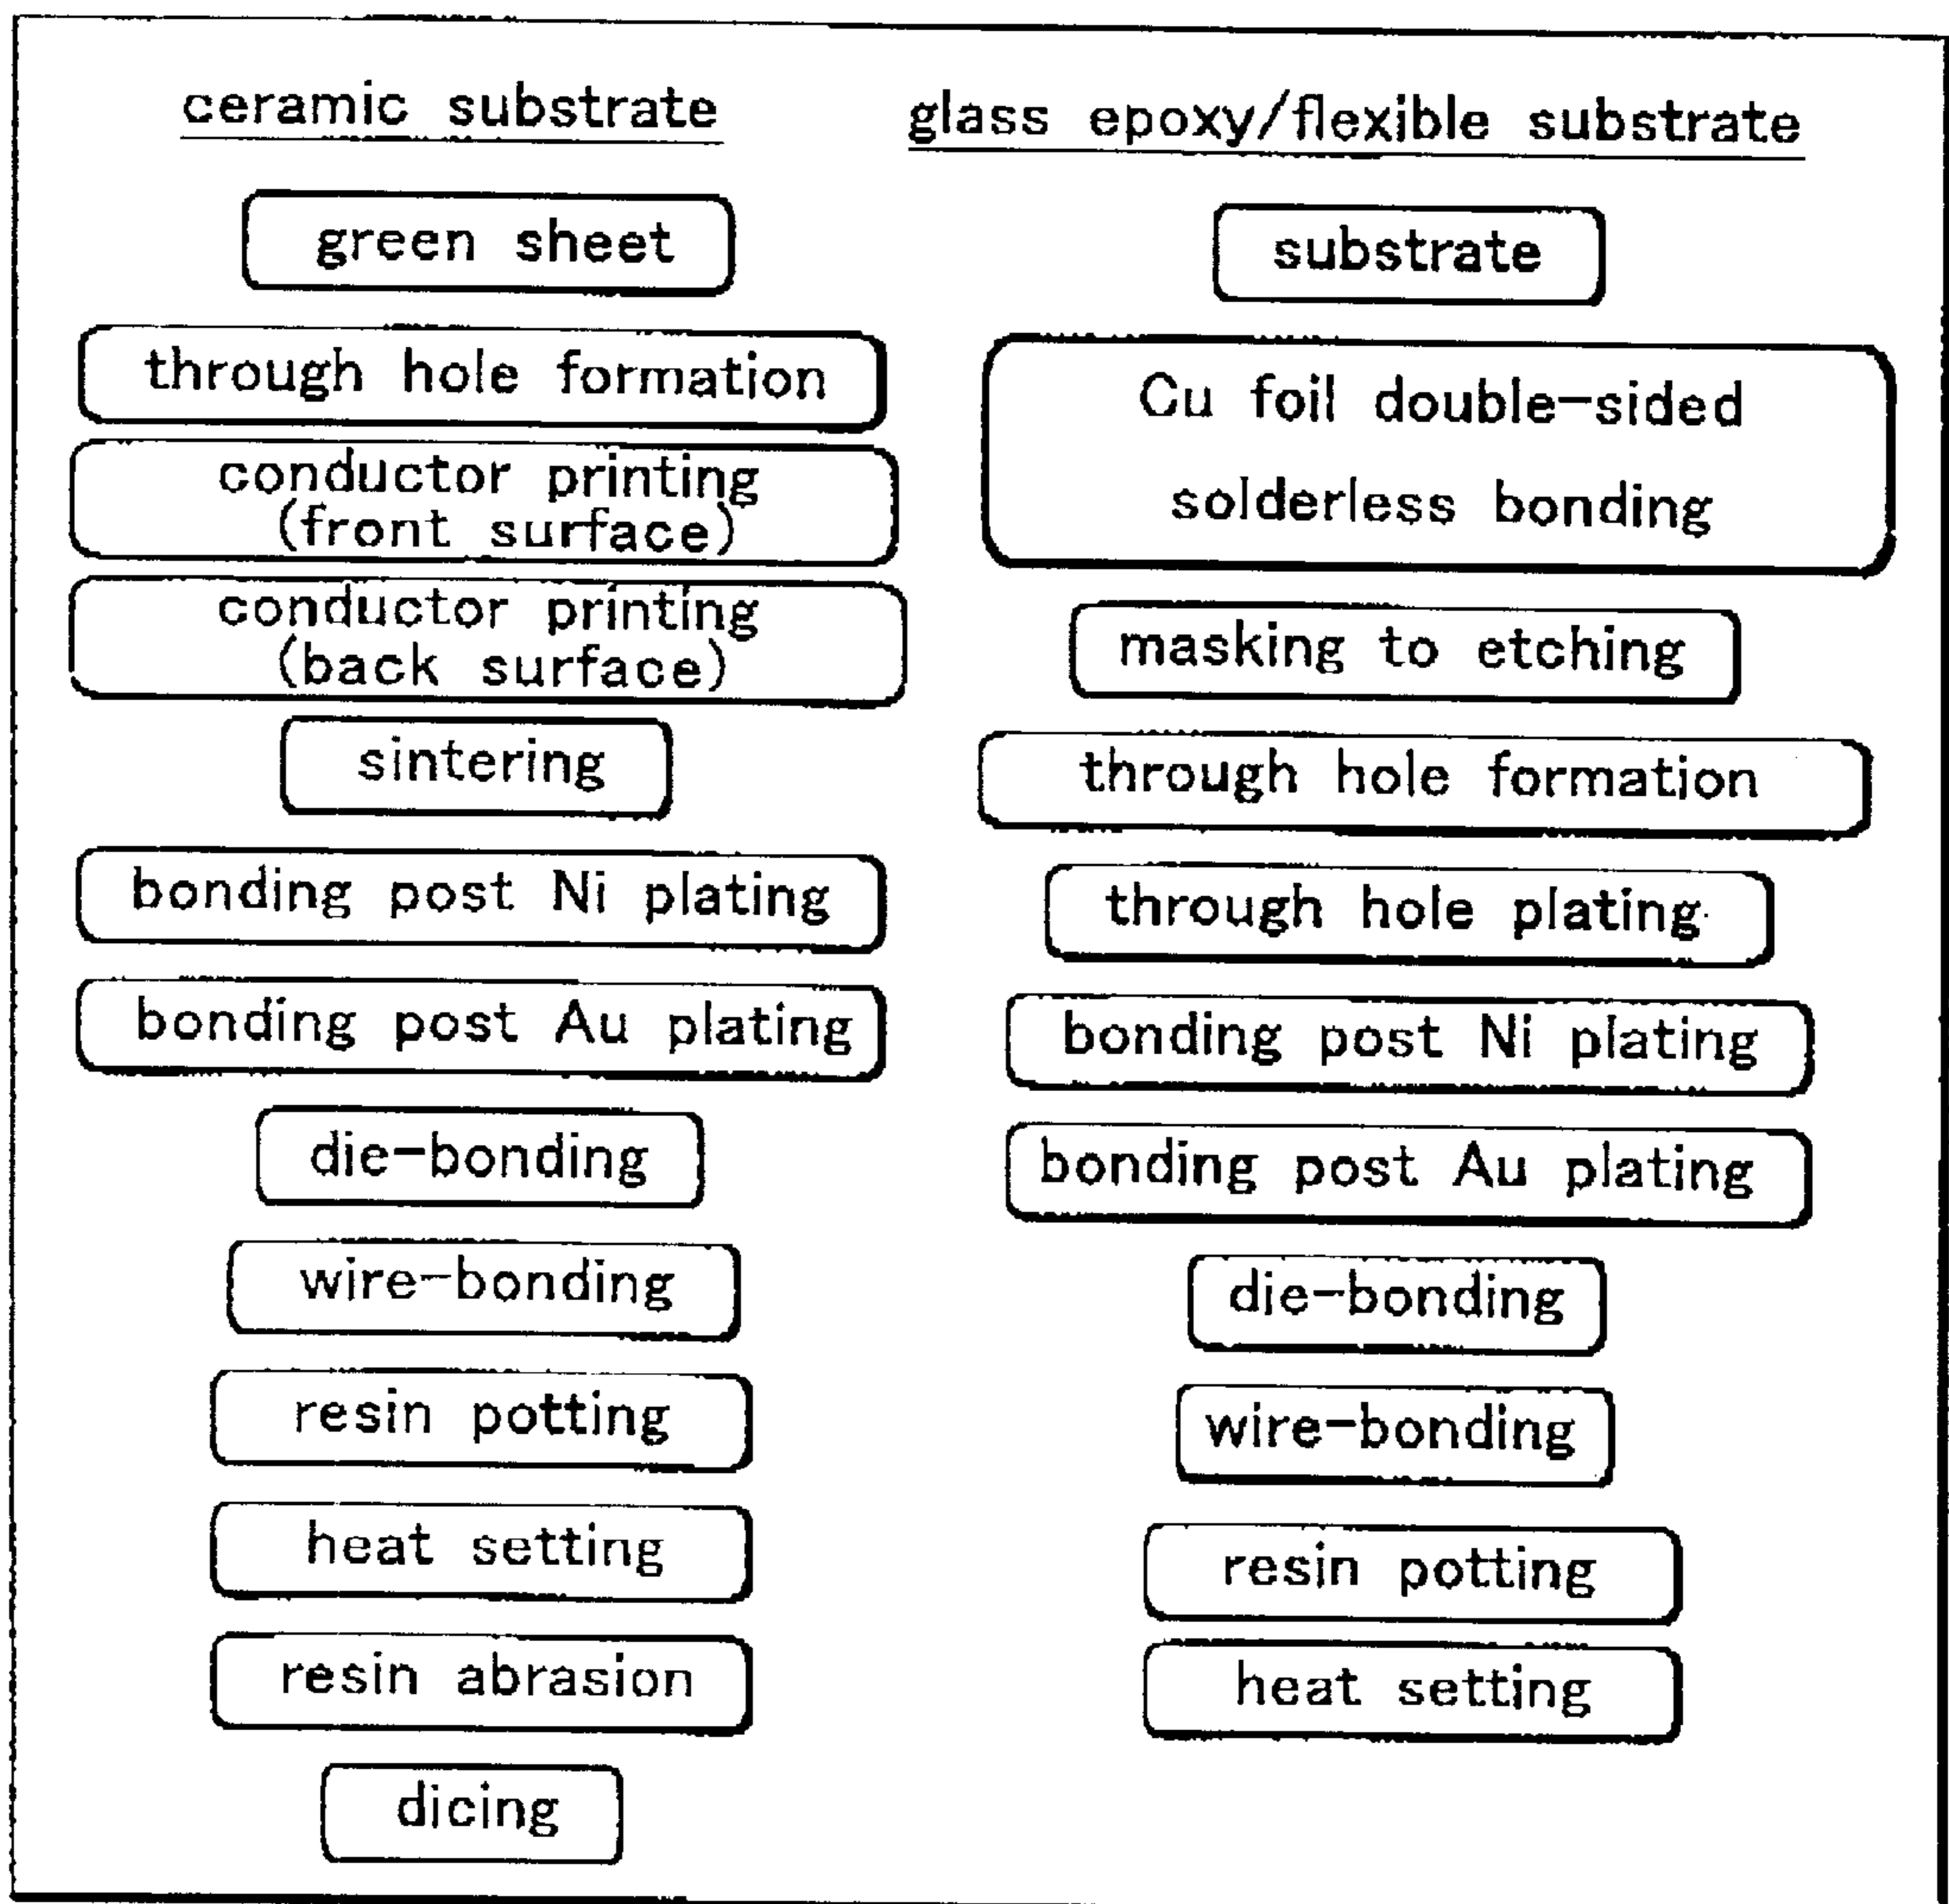 ceramic substrate
green sheet
through hole formation
conductor printing
(front surface)
conductor printing
(back surface)
sintering
bonding post Ni plating
bonding post Au plating
die-bonding
wire-bonding
resin potting
heat setting
resin abrasion
dicing
glass epoxy/flexible substrate
substrate
Cu foil double-sided
solderless bonding
masking to etching
through hole formation
through hole plating
bonding post Ni plating
bonding post Au plating
die-bonding
wire-bonding
resin potting
heat setting